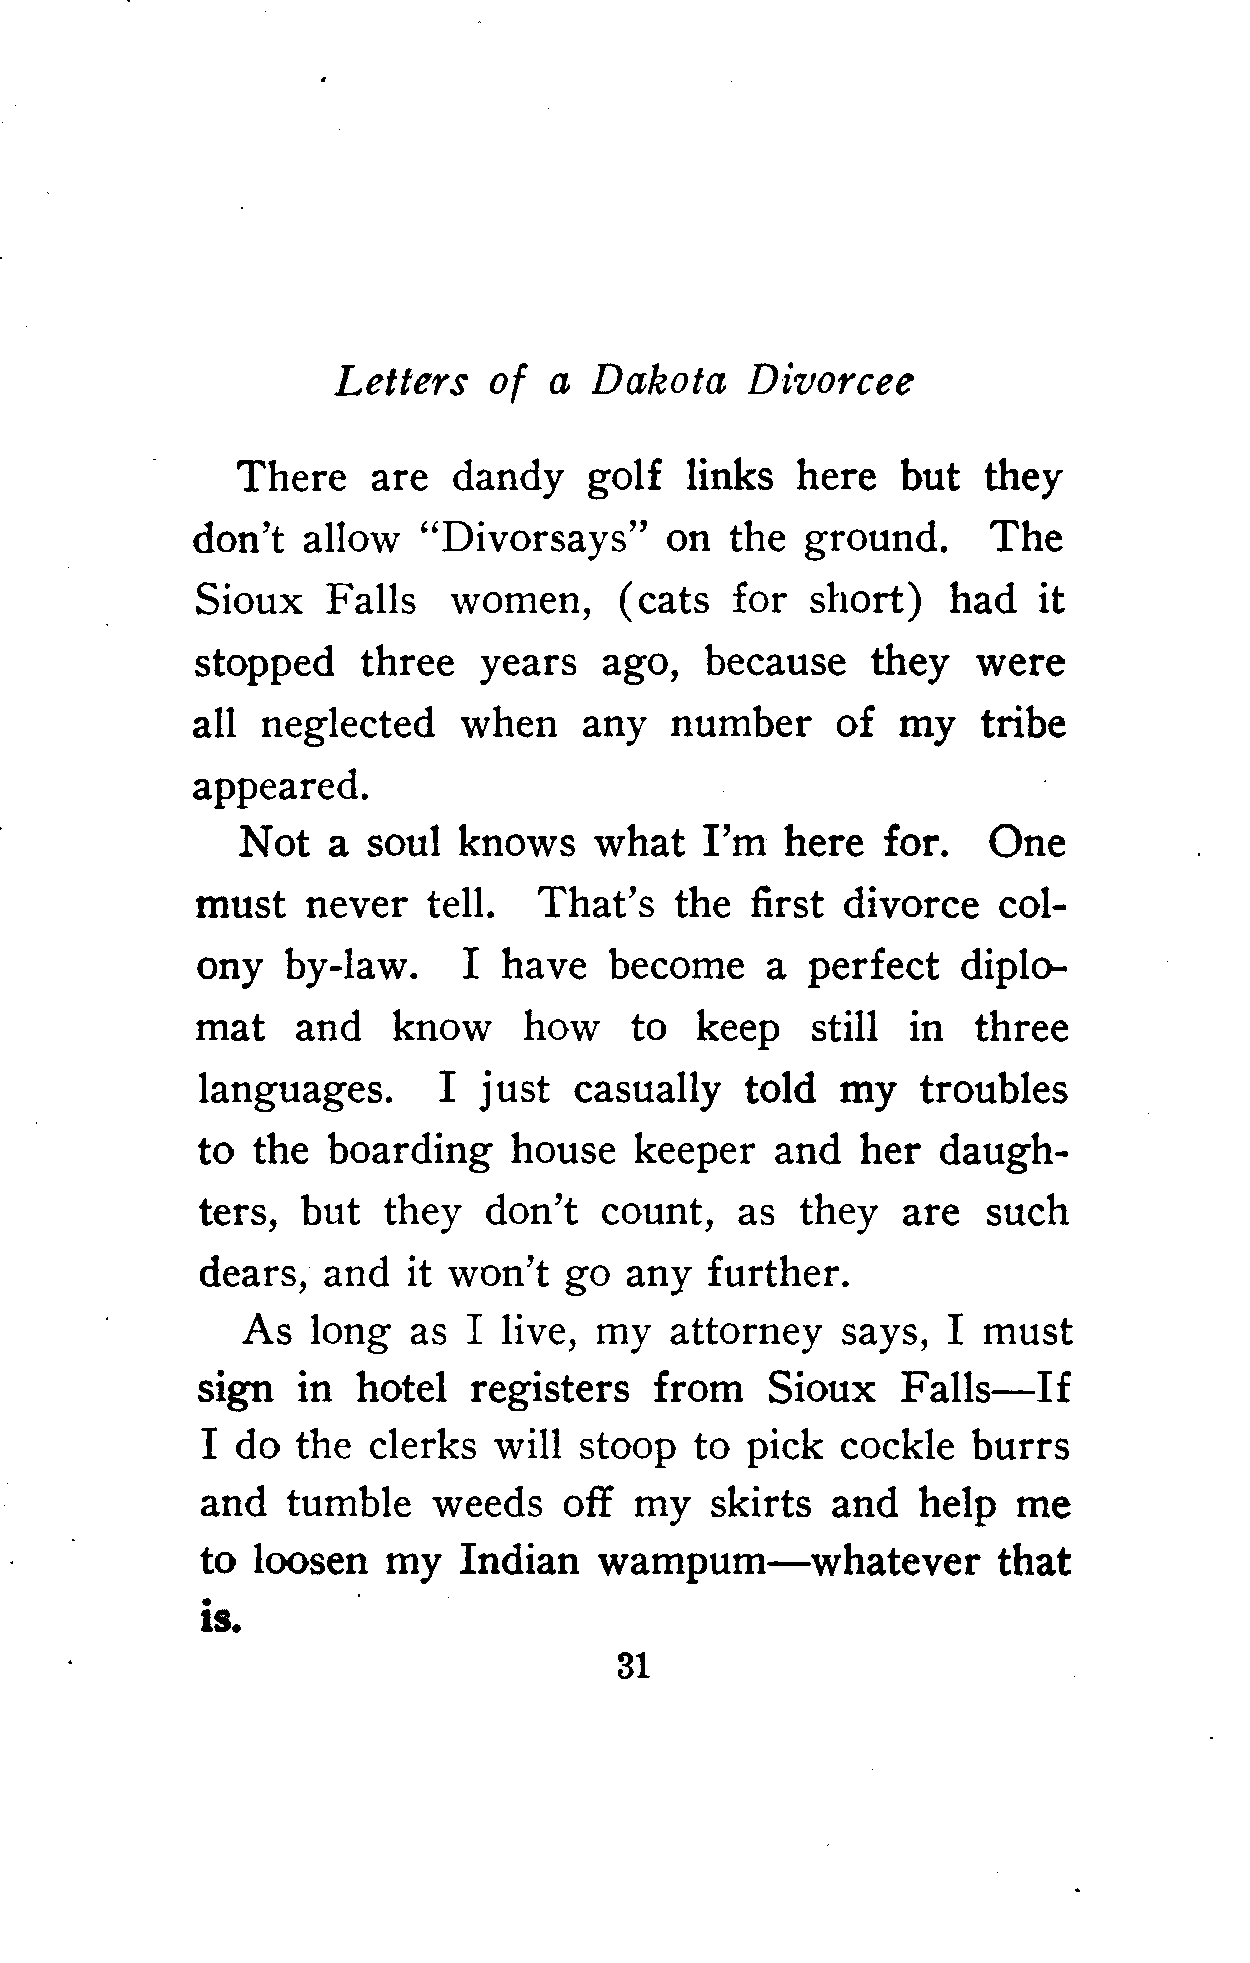 Letters of a Dakota Divorcee
There are dandy golf links here but they
don't allow "Divorsays" on the ground. The
Sioux Falls women, (cats for short) had it
stopped three years ago, because they were
all neglected when any number of my tribe
appeared.
Not a soul knows what I'm here for. One
must never tell. That's the first divorce col-
ony by-law. I have become a perfect diplo-
mat and know how to keep still in three
languages. I just casually told my troubles
to the boarding house keeper and her daugh-
ters, but they don't count, as they are such
dears, and it won't go any further.
As long as I live, my attorney says, I must
sign in hotel registers from Sioux Falls—If
I do the clerks will stoop to pick cockle burrs
and tumble weeds off my skirts and help me
to loosen my Indian wampum—whatever that
is.
31